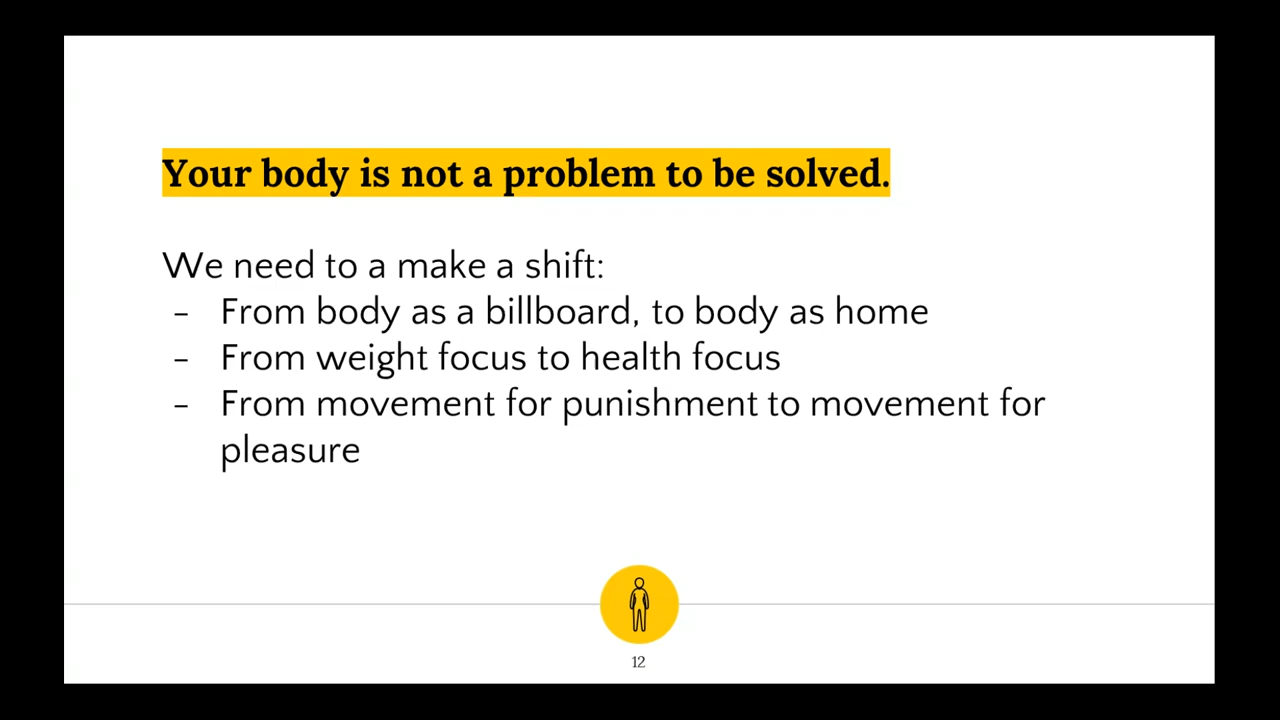 Your body is not a problem to be solved.
We need to a make a shift:
- From body as a billboard, to body as home
- From weight focus to health focus
- From movement for punishment to movement for
pleasure
12